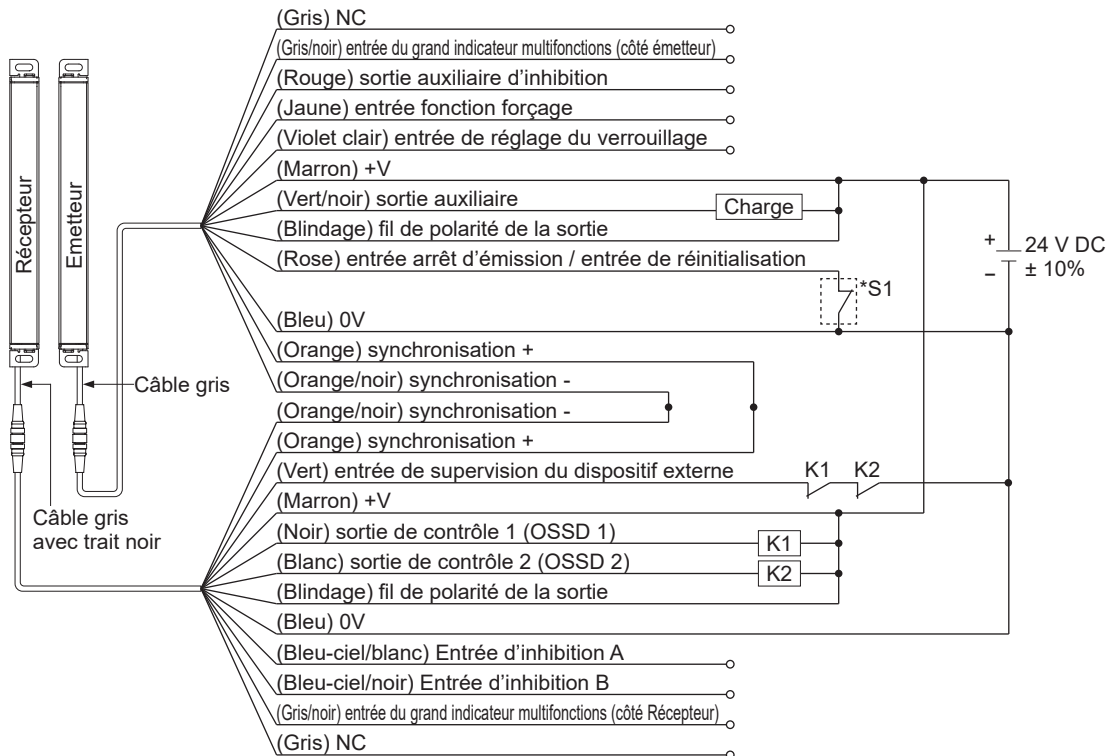 (Gris) NC
(Gris/noir) entrée du grand indicateur multifonctions (côté émetteur)
(Rouge) sortie auxiliaire d'inhibition
(Jaune) entrée fonction forçage
(Violet clair) entrée de réglage du verrouillage
(Marron) +V
(Vert/noir) sortie auxiliaire
Charge
(Blindage) fil de polarité de la sortie
(Rose) entrée arrêt d'émission / entrée de réinitialisation
+
−
24 V DC
± 10%
*S1
Récepteur
Emetteur
(Bleu) 0V
(Orange) synchronisation +
(Orange/noir) synchronisation -
Câble gris
(Orange/noir) synchronisation -
(Orange) synchronisation +
(Vert) entrée de supervision du dispositif externe
K1
K2
(Marron) +V
Câble gris
avec trait noir
(Noir) sortie de contrôle 1 (OSSD 1)
K1
(Blanc) sortie de contrôle 2 (OSSD 2)
K2
(Blindage) fil de polarité de la sortie
(Bleu) 0V
(Bleu-ciel/blanc) Entrée d'inhibition A
(Bleu-ciel/noir) Entrée d'inhibition B
(Gris/noir) entrée du grand indicateur multifonctions (côté Récepteur)
(Gris) NC